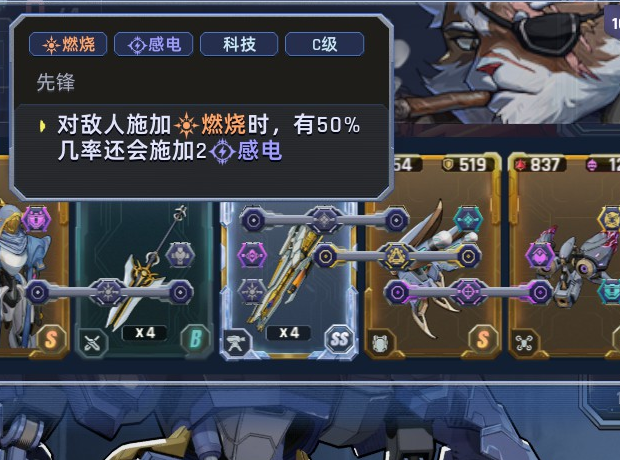 燃烧 感电 科技 C级
先锋
对敌人施加燃烧时，有50%
几率还会施加2感电
54 519 837 12
S X4 B X4 SS S